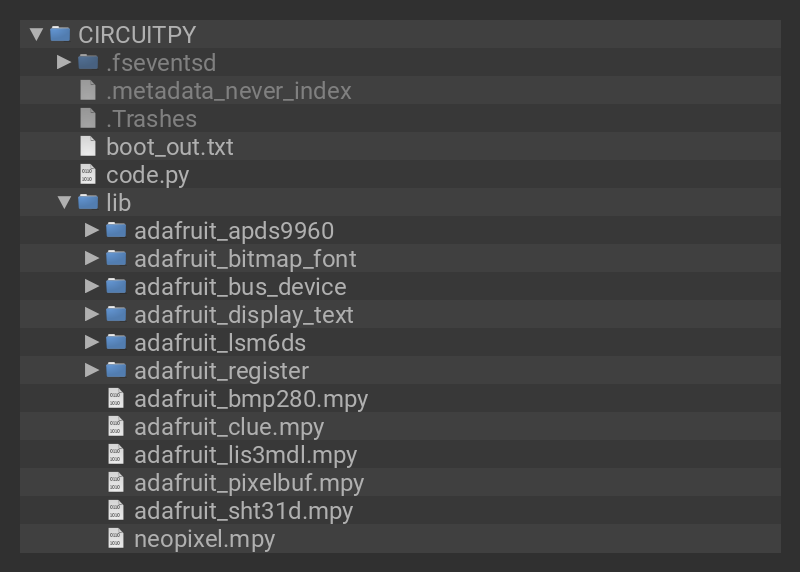 CIRCUITPY
.fseventsd
.metadata_never_index
.Trashes
boot_out.txt
code.py
lib
adafruit_apds9960
adafruit_bitmap_font
adafruit_bus_device
adafruit_display_text
adafruit_lsm6ds
adafruit_register
adafruit_bmp280.mpy
adafruit_clue.mpy
adafruit_lis3mdl.mpy
adafruit_pixelbuf.mpy
adafruit_sht31d.mpy
neopixel.mpy